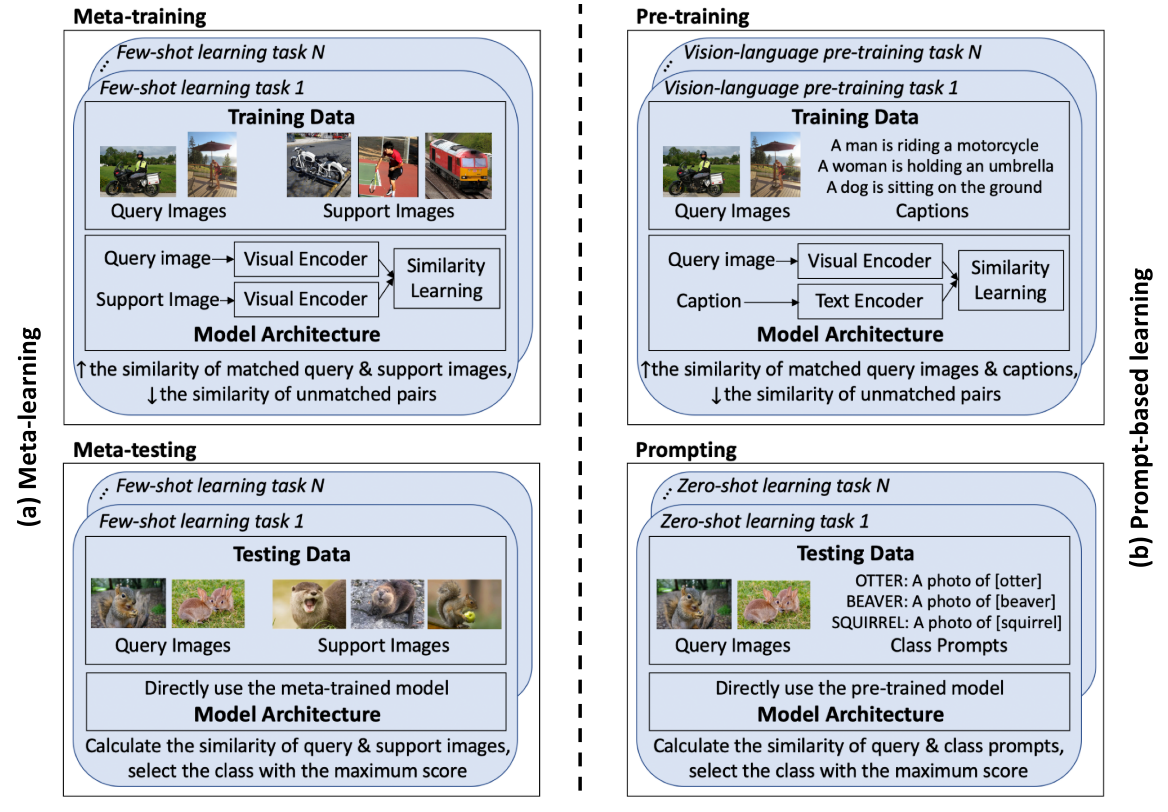 Meta-training
Few-shot learning task N
Few-shot learning task 1
Training Data
Query Images
Support Images
Query image
Visual Encoder
Support Image
Visual Encoder
Similarity
Learning
Model Architecture
↑the similarity of matched query & support images,
↓the similarity of unmatched pairs
Meta-testing
Few-shot learning task N
Few-shot learning task 1
Testing Data
Query Images
Support Images
Directly use the meta-trained model
Model Architecture
Calculate the similarity of query & support images,
select the class with the maximum score
(a) Meta-learning
Pre-training
Vision-language pre-training task N
Vision-language pre-training task 1
Training Data
A man is riding a motorcycle
A woman is holding an umbrella
A dog is sitting on the ground
Query Images
Captions
Query image
Visual Encoder
Caption
Text Encoder
Similarity
Learning
Model Architecture
↑the similarity of matched query images & captions,
↓the similarity of unmatched pairs
Prompting
Zero-shot learning task N
Zero-shot learning task 1
Testing Data
OTTER: A photo of [otter]
BEAVER: A photo of [beaver]
SQUIRREL: A photo of [squirrel]
Query Images
Class Prompts
Directly use the pre-trained model
Model Architecture
Calculate the similarity of query & class prompts,
select the class with the maximum score
(b) Prompt-based learning